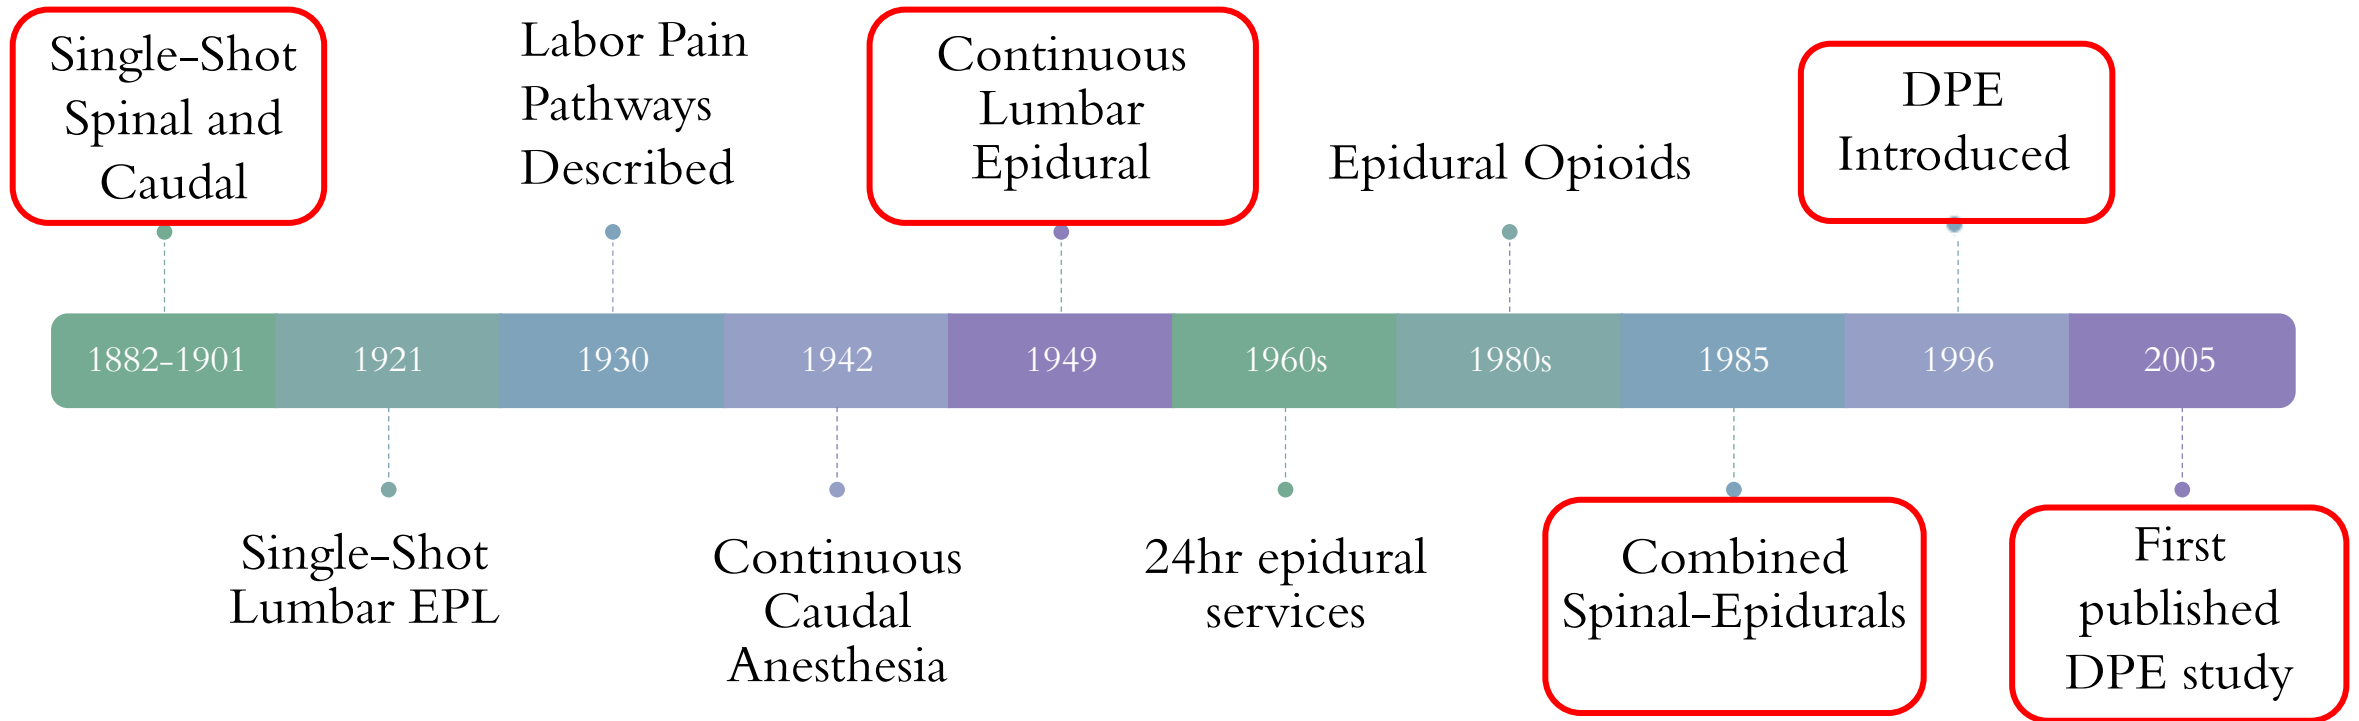 Single-Shot
Spinal and
Caudal
Labor Pain
Pathways
Described
Continuous
Lumbar
Epidural
Epidural Opioids
DPE
Introduced
1882-1901
1921
1930
1942
1949
1960s
1980s
1985
1996
2005
Single-Shot
Lumbar EPL
Continuous
Caudal
Anesthesia
24hr epidural
services
Combined
Spinal-Epidurals
First
published
DPE study